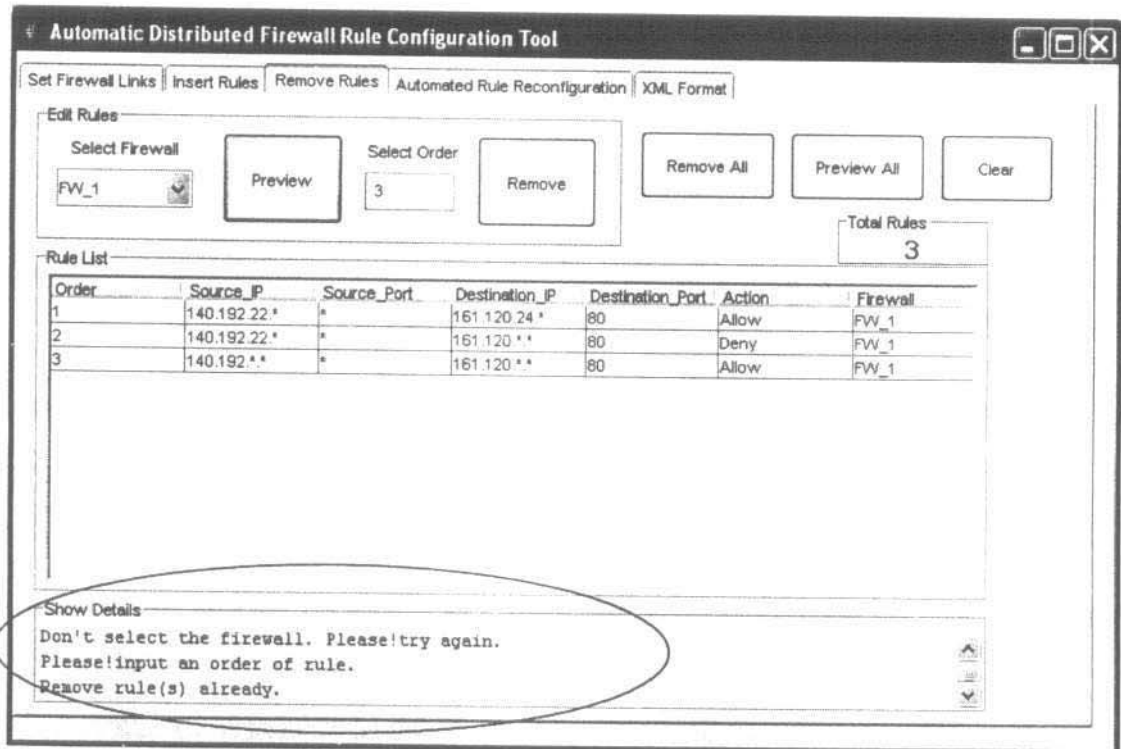 Automatic Distributed Firewall Rule Configuration Tool
Set Firewall Links Insert Rules Remove Rules Automated Rule Reconfiguration XML Format
Edit Rules
Select Firewall
FW_1
Preview
Select Order
3
Remove
Remove All
Preview All
Clear
Total Rules
3
Rule List
Order Source_IP Source_Port Destination_IP Destination_Port Action Firewall
1 140.192.22.* * 161.120.24.* 80 Allow FW_1
2 140.192.22.* * 161.120.*.* 80 Deny FW_1
3 140.192.*.* * 161.120.*.* 80 Allow FW_1
Show Details
Don't select the firewall. Please!try again.
Please!input an order of rule.
Remove rule(s) already.